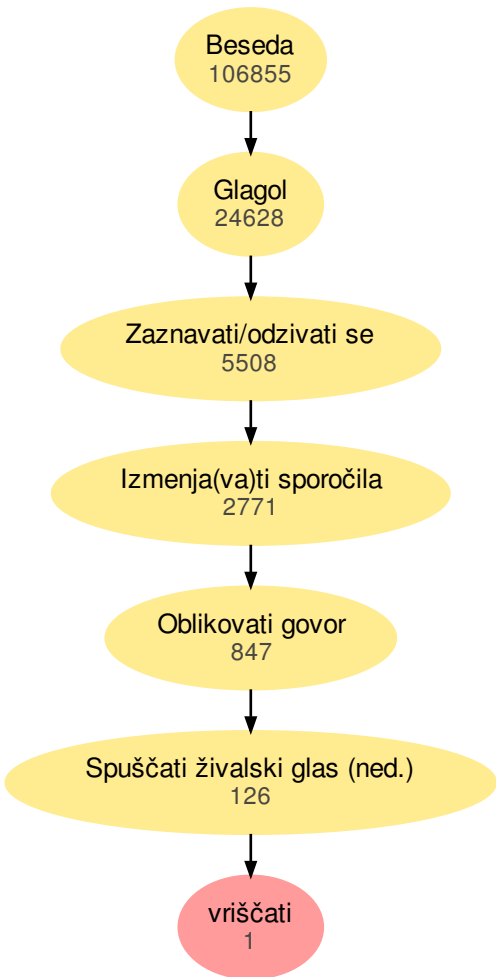 Beseda
106855
Glagol
24628
Zaznavati/odzivati se
5508
Izmenja(va)ti sporočila
2771
Oblikovati govor
847
Spuščati živalski glas (ned.)
126
vriščati
1